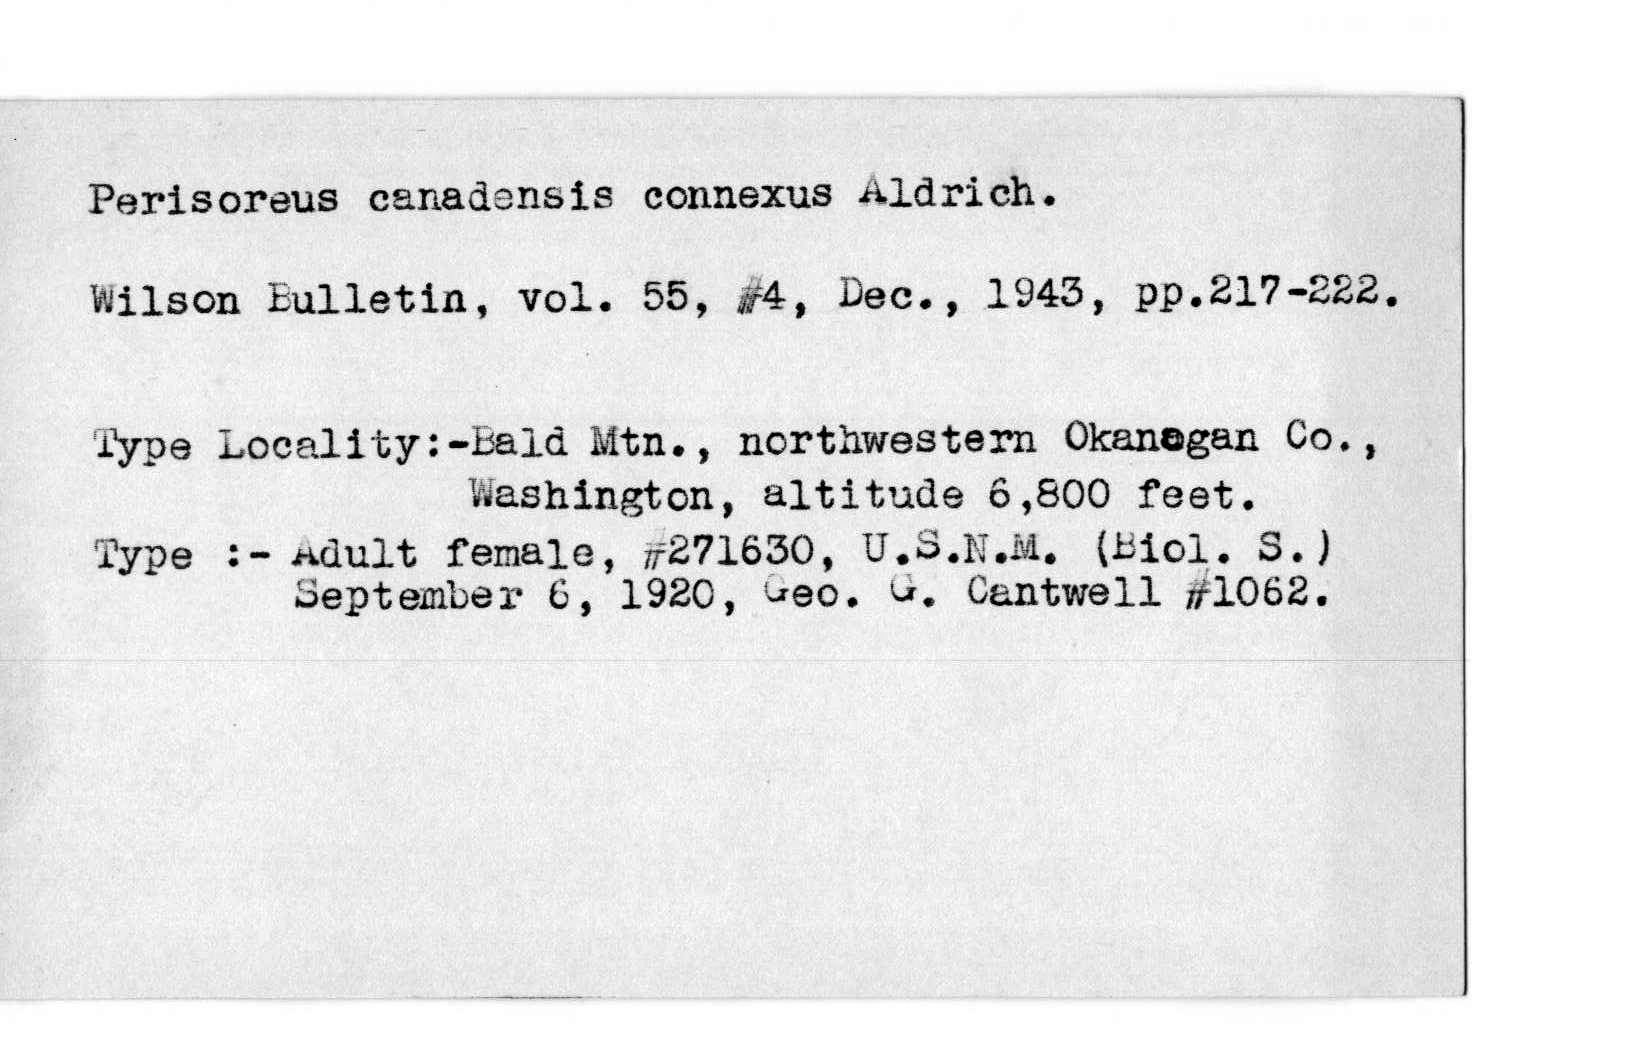 Perisoreus canadensis connexus Aldrich.
Wilson Bulletin, vol. 55, #4, Dec., 1943, pp.217-222.
Type Locality:-Bald Mtn., northwestern Okanogan Co.,
Washington, altitude 6,800 feet.
Type :- Adult female, #271630, U.S.N.M. (Biol. S.)
September 6, 1920, Geo. G. Cantwell #1062.